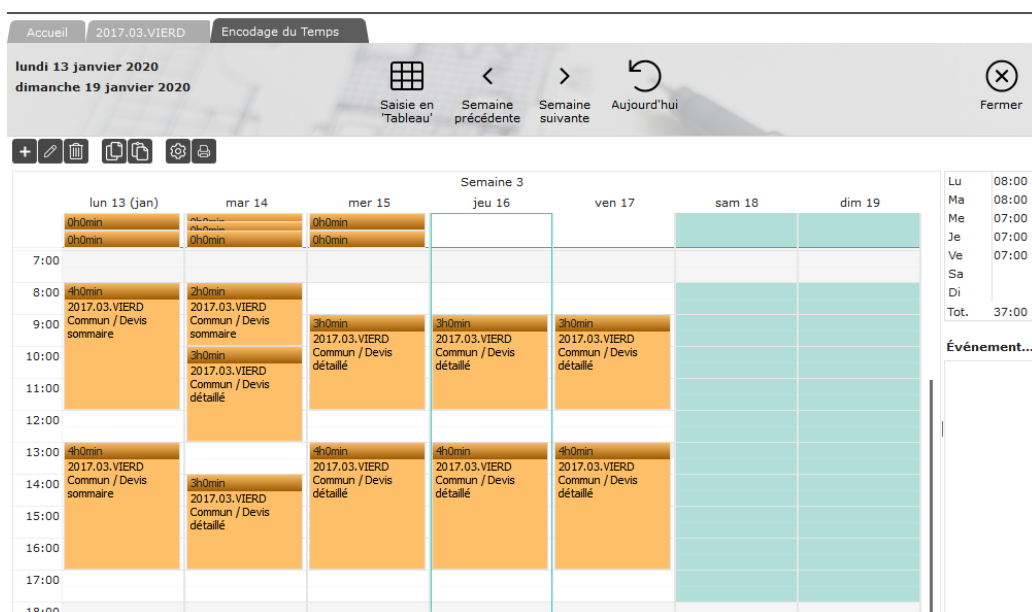 Accueil 2017.03.VIERD Encodage du Temps
lundi 13 janvier 2020
dimanche 19 janvier 2020
Saisie en 'Tableau'
Semaine précédente
Semaine suivante
Aujourd'hui
Fermer
Semaine 3
lun 13 (jan) mar 14 mer 15 jeu 16 ven 17 sam 18 dim 19
0h0min 0h0min 0h0min
0h0min 0h0min 0h0min
7:00
8:00 4h0min 2h0min
2017.03.VIERD 2017.03.VIERD
9:00 Commun / Devis Commun / Devis 3h0min 3h0min 3h0min
sommaire sommaire 2017.03.VIERD 2017.03.VIERD 2017.03.VIERD
10:00 3h0min Commun / Devis Commun / Devis Commun / Devis
2017.03.VIERD détaillé détaillé détaillé
Commun / Devis
11:00 détaillé
12:00
13:00 4h0min 4h0min 4h0min 4h0min
2017.03.VIERD 2017.03.VIERD 2017.03.VIERD 2017.03.VIERD
14:00 Commun / Devis 3h0min Commun / Devis Commun / Devis Commun / Devis
sommaire 2017.03.VIERD détaillé détaillé détaillé
15:00 Commun / Devis
détaillé
16:00
17:00
18:00
Lu 08:00
Ma 08:00
Me 07:00
Je 07:00
Ve 07:00
Sa
Di
Tot. 37:00
Événement...